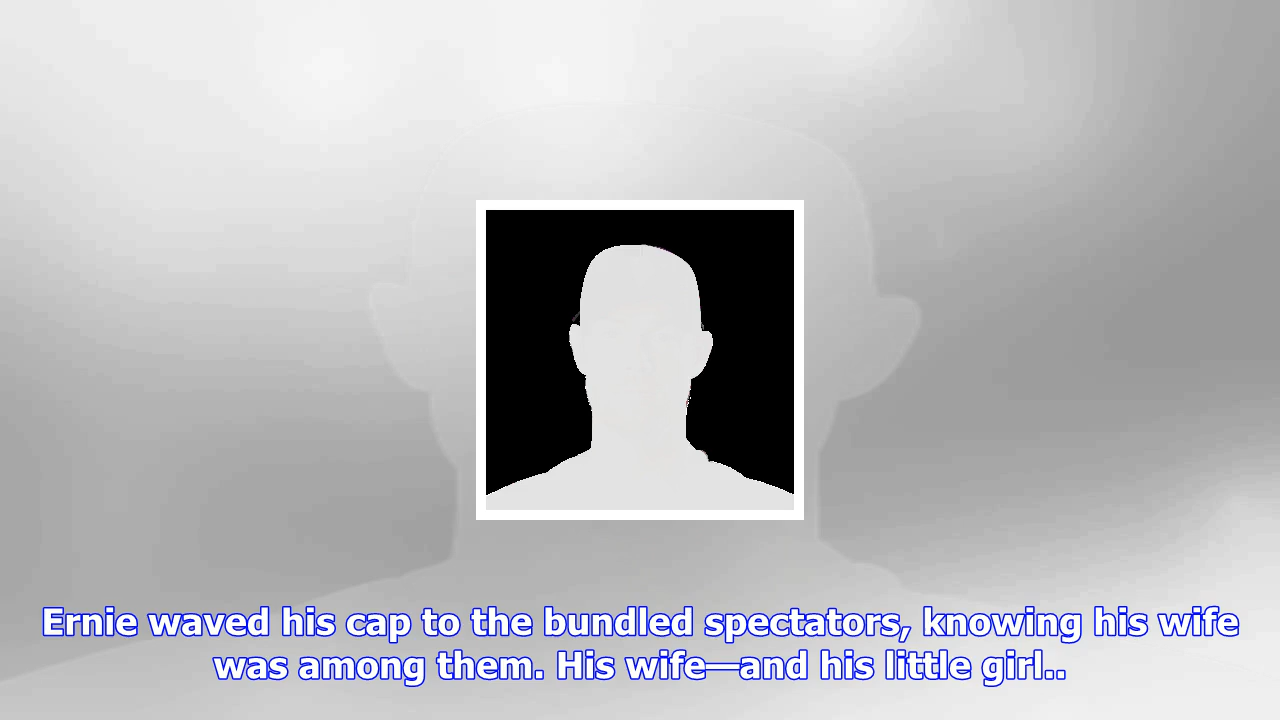 Ernie waved his cap to the bundled spectators, knowing his wife
was among them. His wife—and his little girl..